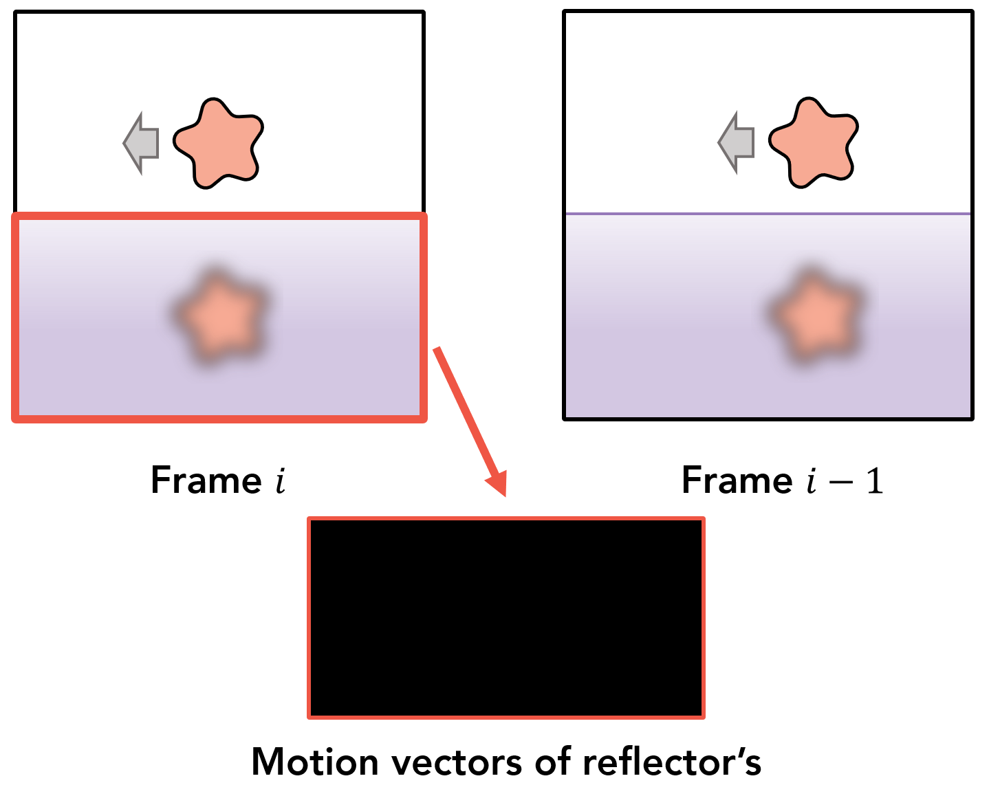 Frame i
Frame i − 1
Motion vectors of reflector’s